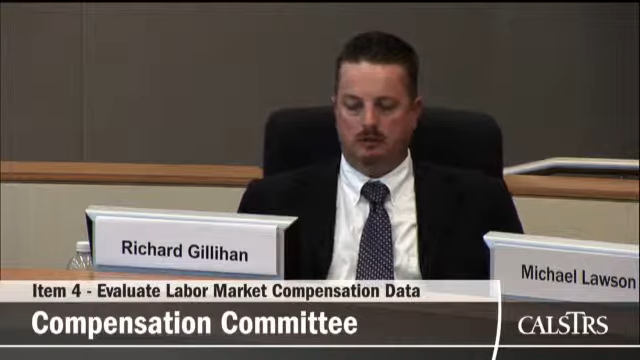 Richard Gillihan
Michael Lawson
Item 4 - Evaluate Labor Market Compensation Data
Compensation Committee
CALSTRS